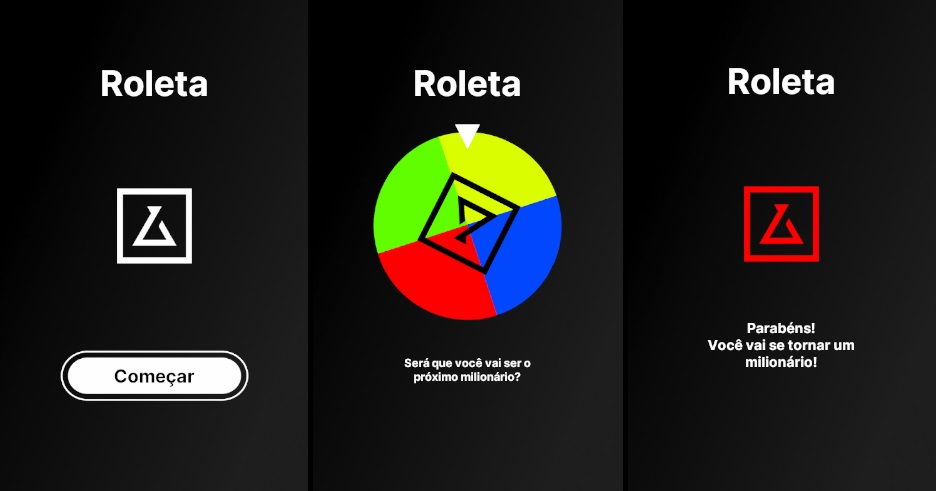 Roleta
Começar
Roleta
Será que você vai ser o
próximo milionário?
Roleta
Parabéns!
Você vai se tornar um
milionário!